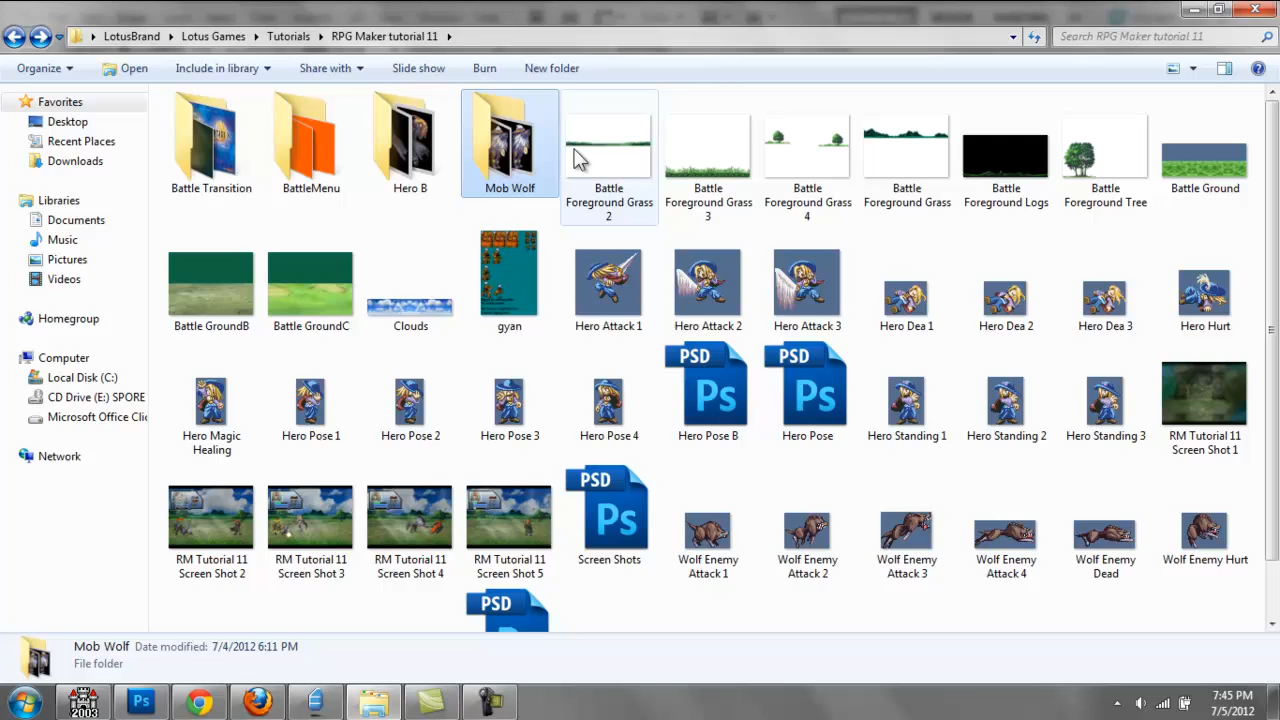 LotusBrand
Lotus Games
Tutorials
RPG Maker tutorial 11
Search RPG Maker tutorial 11
Organize
Open
Include in library
Share with
Slide show
Burn
New folder
Favorites
Desktop
Recent Places
Downloads
Libraries
Documents
Music
Pictures
Videos
Homegroup
Computer
Local Disk (C:)
CD Drive (E:) SPORE
Microsoft Office Clic
Network
Battle Transition
BattleMenu
Hero B
Mob Wolf
Battle
Foreground Grass
2
Battle
Foreground Grass
3
Battle
Foreground Grass
4
Battle
Foreground Grass
Battle
Foreground Logs
Battle
Foreground Tree
Battle Ground
Battle GroundB
Battle GroundC
Clouds
gyan
Hero Attack 1
Hero Attack 2
Hero Attack 3
Hero Dea 1
Hero Dea 2
Hero Dea 3
Hero Hurt
Hero Magic
Healing
Hero Pose 1
Hero Pose 2
Hero Pose 3
Hero Pose 4
PSD
Ps
Hero Pose B
PSD
Ps
Hero Pose
Hero Standing 1
Hero Standing 2
Hero Standing 3
RM Tutorial 11
Screen Shot 1
RM Tutorial 11
Screen Shot 2
RM Tutorial 11
Screen Shot 3
RM Tutorial 11
Screen Shot 4
RM Tutorial 11
Screen Shot 5
PSD
Ps
Screen Shots
Wolf Enemy
Attack 1
Wolf Enemy
Attack 2
Wolf Enemy
Attack 3
Wolf Enemy
Attack 4
Wolf Enemy
Dead
Wolf Enemy Hurt
PSD
Mob Wolf
Date modified: 7/4/2012 6:11 PM
File folder
2003
Ps
7:45 PM
7/5/2012